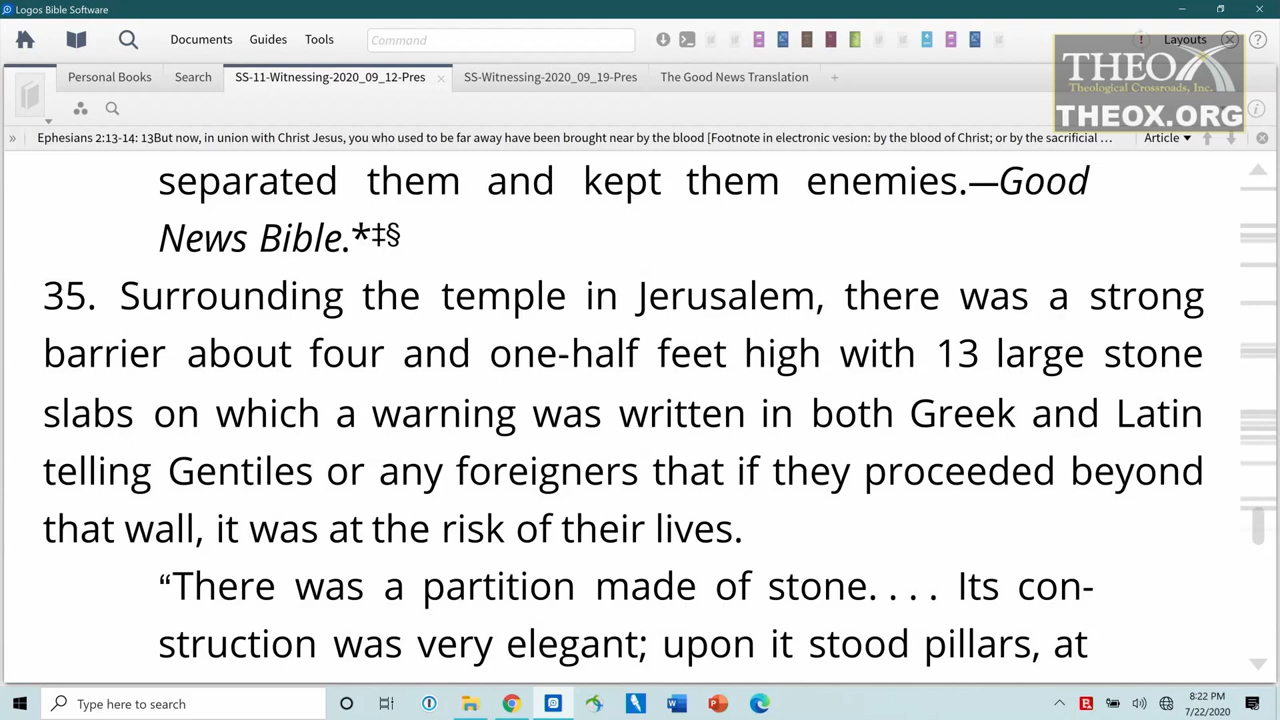 Logos Bible Software
Documents Guides Tools Command Layouts
THEOX
Theological Crossroads, Inc.
THEOX.ORG
Personal Books Search SS-11-Witnessing-2020_09_12-Pres SS-Witnessing-2020_09_19-Pres The Good News Translation
Ephesians 2:13-14: 13But now, in union with Christ Jesus, you who used to be far away have been brought near by the blood [Footnote in electronic vesion: by the blood of Christ; or by the sacrificial … Article
separated them and kept them enemies.—Good
News Bible.*‡§
35. Surrounding the temple in Jerusalem, there was a strong
barrier about four and one-half feet high with 13 large stone
slabs on which a warning was written in both Greek and Latin
telling Gentiles or any foreigners that if they proceeded beyond
that wall, it was at the risk of their lives.
“There was a partition made of stone. . . . Its con-
struction was very elegant; upon it stood pillars, at
Type here to search
8:22 PM
7/22/2020